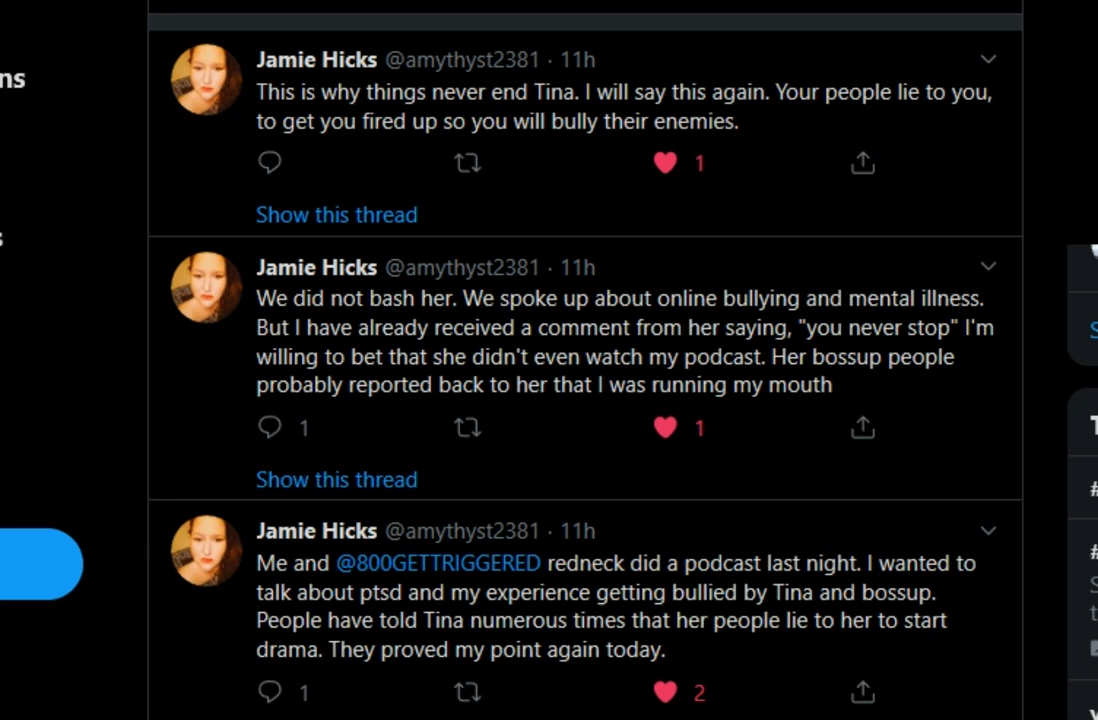 ns
Jamie Hicks @amythyst2381 · 11h
This is why things never end Tina. I will say this again. Your people lie to you,
to get you fired up so you will bully their enemies.
1
Show this thread
Jamie Hicks @amythyst2381 · 11h
We did not bash her. We spoke up about online bullying and mental illness.
But I have already received a comment from her saying, "you never stop" I'm
willing to bet that she didn't even watch my podcast. Her bossup people
probably reported back to her that I was running my mouth
1 1
Show this thread
Jamie Hicks @amythyst2381 · 11h
Me and @800GETTRIGGERED redneck did a podcast last night. I wanted to
talk about ptsd and my experience getting bullied by Tina and bossup.
People have told Tina numerous times that her people lie to her to start
drama. They proved my point again today.
1 2